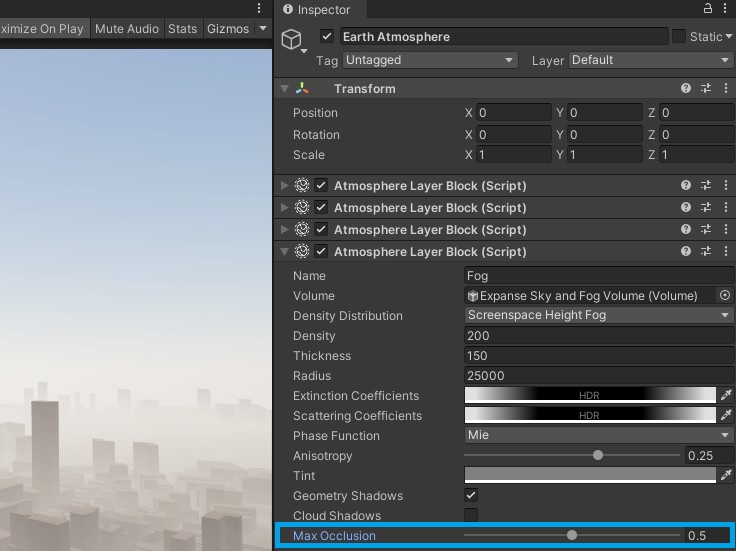 Inspector
ximize On Play Mute Audio Stats Gizmos
Earth Atmosphere Static
Tag Untagged Layer Default
Transform
Position X 0 Y 0 Z 0
Rotation X 0 Y 0 Z 0
Scale X 1 Y 1 Z 1
Atmosphere Layer Block (Script)
Atmosphere Layer Block (Script)
Atmosphere Layer Block (Script)
Atmosphere Layer Block (Script)
Name Fog
Volume Expanse Sky and Fog Volume (Volume)
Density Distribution Screenspace Height Fog
Density 200
Thickness 150
Radius 25000
Extinction Coefficients HDR
Scattering Coefficients HDR
Phase Function Mie
Anisotropy 0.25
Tint
Geometry Shadows
Cloud Shadows
Max Occlusion 0.5